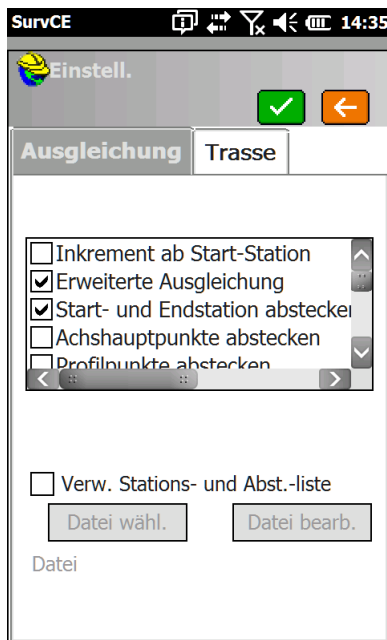 SurvCE 14:35
Einstell.
Ausgleichung Trasse
Inkrement ab Start-Station
Erweiterte Ausgleichung
Start- und Endstation abstecken
Achshauptpunkte abstecken
Profilpunkte abstecken
Verw. Stations- und Abst.-liste
Datei wähl. Datei bearb.
Datei